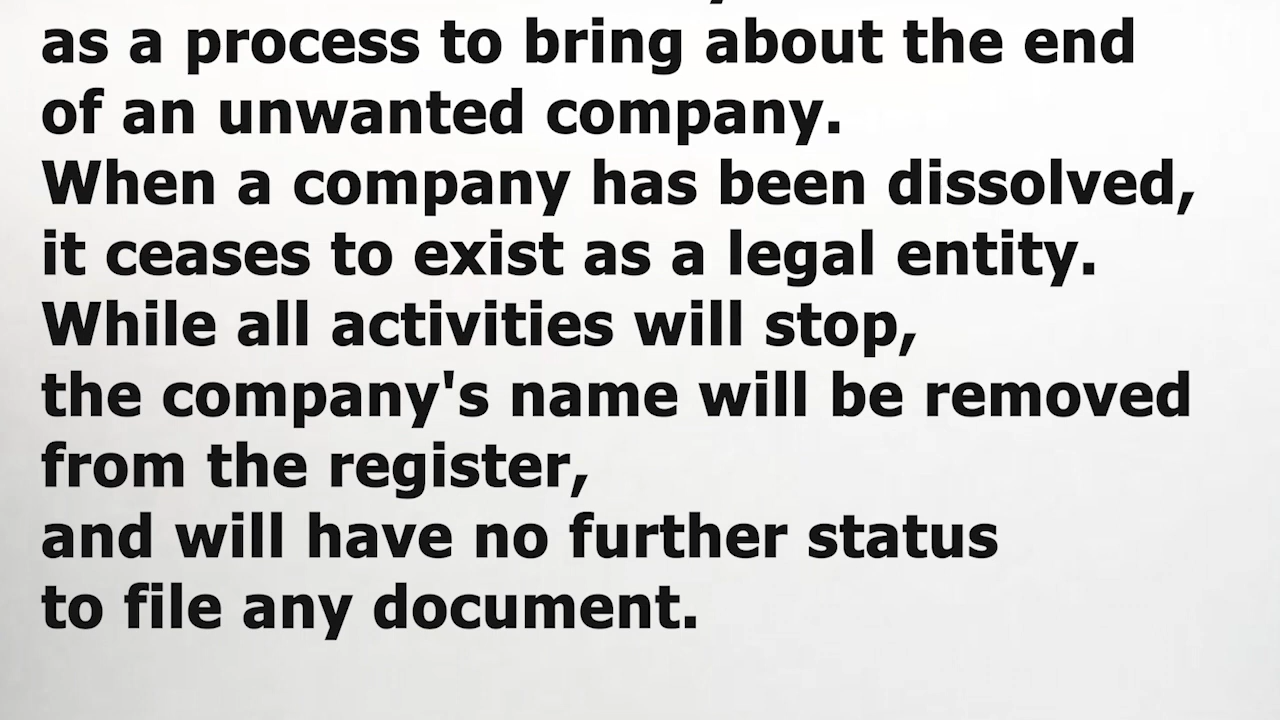 as a process to bring about the end
of an unwanted company.
When a company has been dissolved,
it ceases to exist as a legal entity.
While all activities will stop,
the company's name will be removed
from the register,
and will have no further status
to file any document.